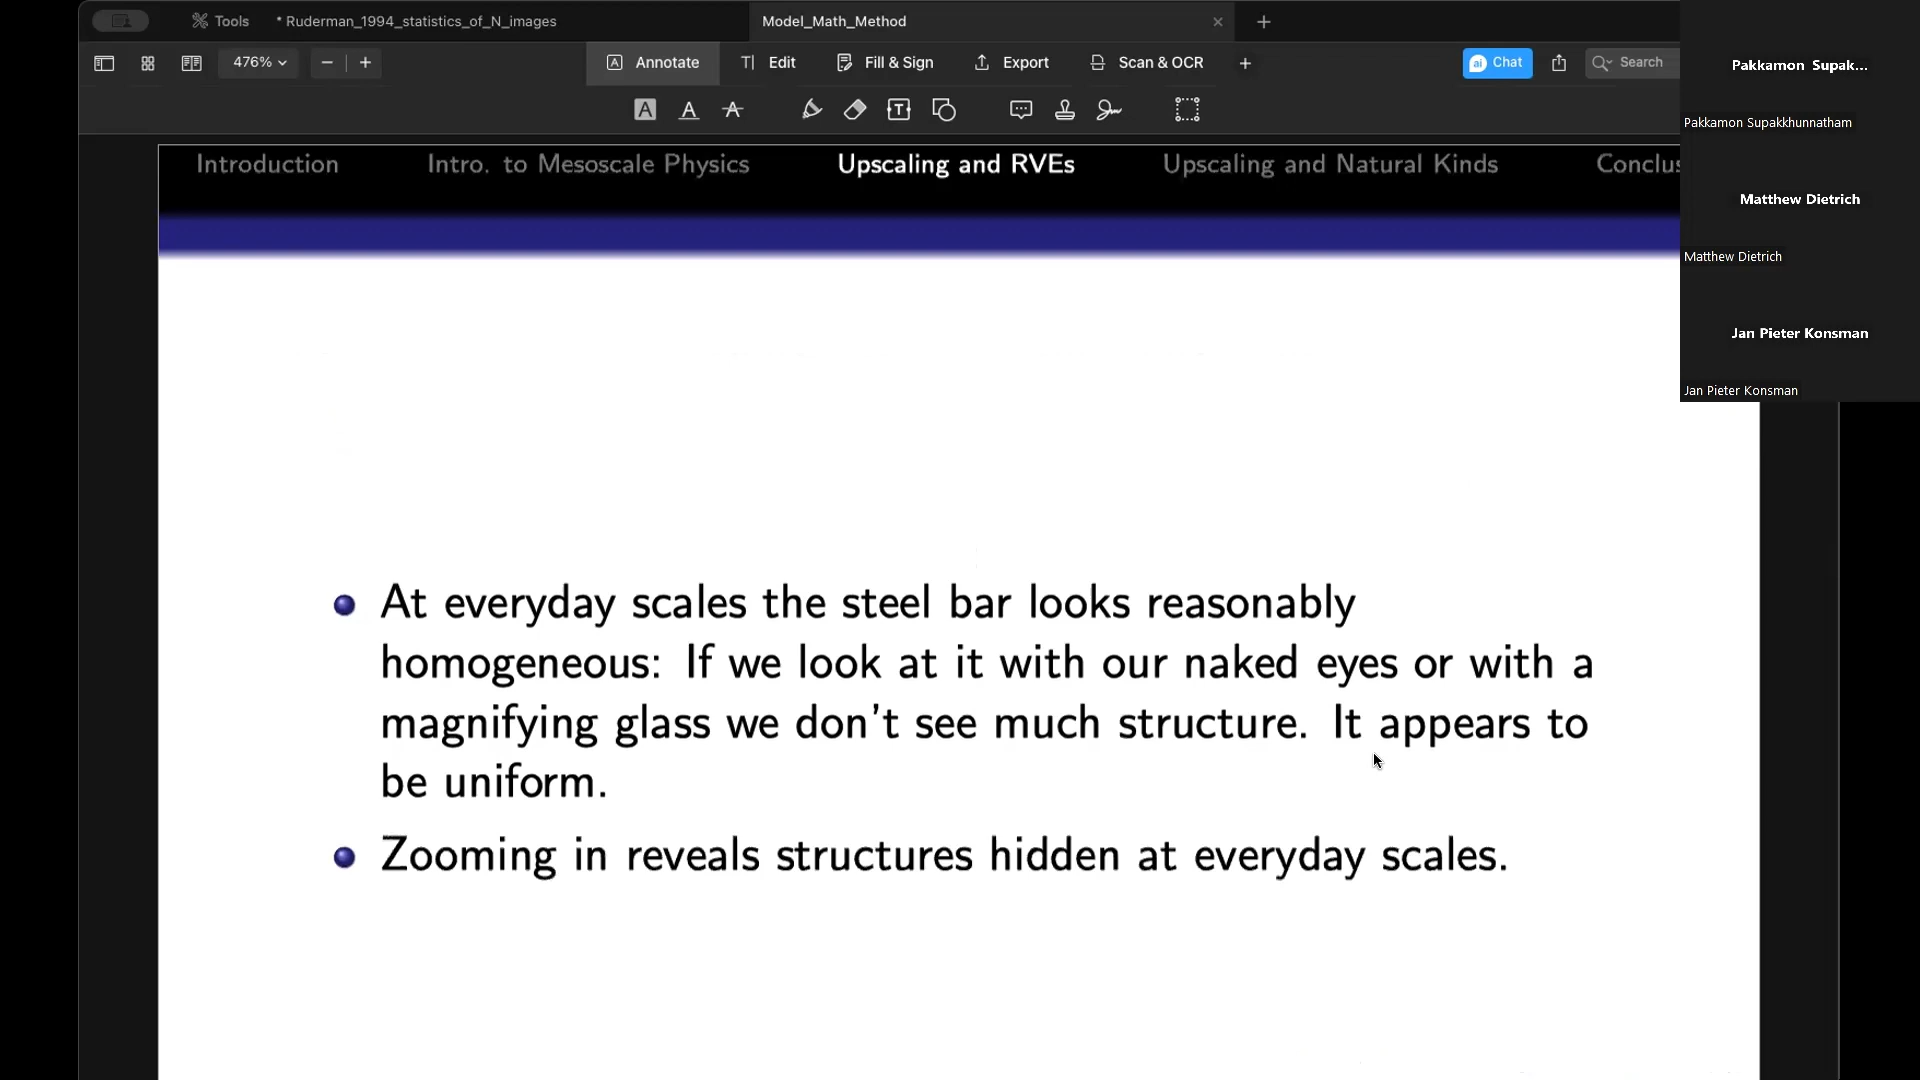 Tools
* Ruderman_1994_statistics_of_N_images
Model_Math_Method
476%
Annotate
Edit
Fill & Sign
Export
Scan & OCR
Chat
Search
Introduction
Intro. to Mesoscale Physics
Upscaling and RVEs
Upscaling and Natural Kinds
Conclus
Pakkamon Supak...
Pakkamon Supakkhunnatham
Matthew Dietrich
Matthew Dietrich
Jan Pieter Konsman
Jan Pieter Konsman
At everyday scales the steel bar looks reasonably
homogeneous: If we look at it with our naked eyes or with a
magnifying glass we don't see much structure. It appears to
be uniform.
Zooming in reveals structures hidden at everyday scales.